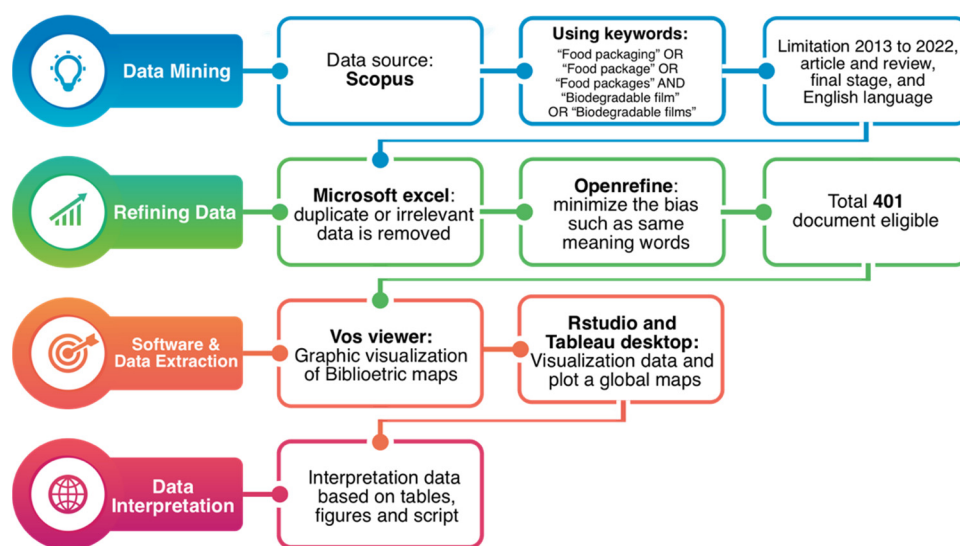 Data Mining
Data source:
Scopus
Using keywords:
“Food packaging” OR
“Food package” OR
“Food packages” AND
“Biodegradable film”
OR “Biodegradable films”
Limitation 2013 to 2022,
article and review,
final stage, and
English language
Refining Data
Microsoft excel:
duplicate or irrelevant
data is removed
Openrefine:
minimize the bias
such as same
meaning words
Total 401
document eligible
Software &
Data Extraction
Vos viewer:
Graphic visualization
of Biblioetric maps
Rstudio and
Tableau desktop:
Visualization data and
plot a global maps
Data
Interpretation
Interpretation data
based on tables,
figures and script